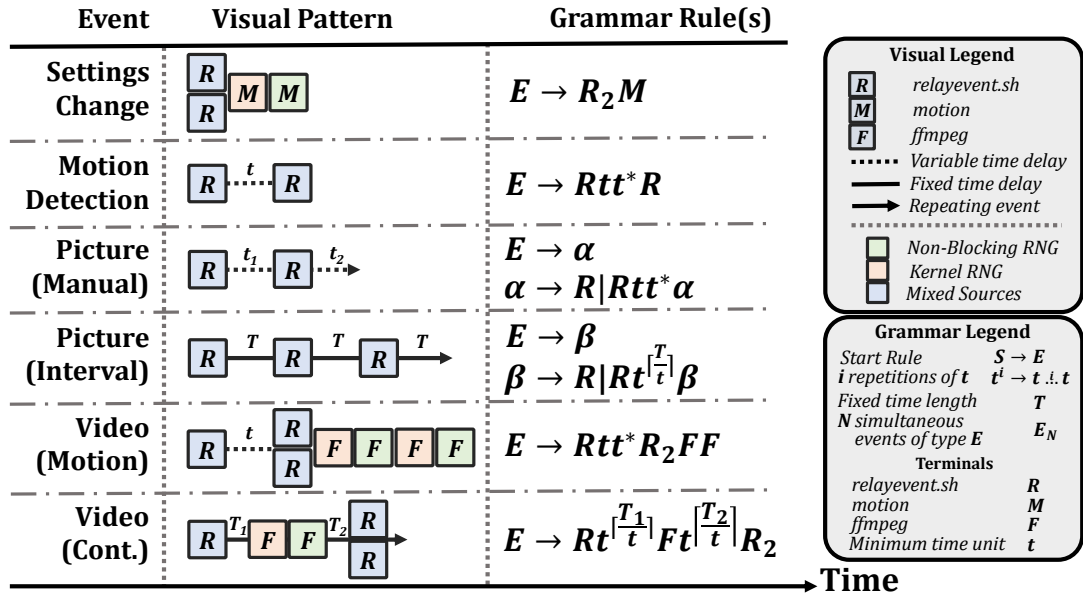 Event Visual Pattern Grammar Rule(s)
Settings
Change
R
R
M M
E → R₂M
Motion
Detection
R t R
E → Rtt*R
Picture
(Manual)
R t₁ R t₂
E → α
α → R|Rtt*α
Picture
(Interval)
R T R T R T
E → β
β → R|Rt^⌈T/t⌉β
Video
(Motion)
R t R
R
F F F F
E → Rtt*R₂FF
Video
(Cont.)
R T₁ F F T₂ R
R
E → Rt^⌈T₁/t⌉Ft^⌈T₂/t⌉R₂
Time
Visual Legend
R relayevent.sh
M motion
F ffmpeg
Variable time delay
Fixed time delay
Repeating event
Non-Blocking RNG
Kernel RNG
Mixed Sources
Grammar Legend
Start Rule S → E
i repetitions of t tⁱ → t .i. t
Fixed time length T
N simultaneous
events of type E E_N
Terminals
relayevent.sh R
motion M
ffmpeg F
Minimum time unit t